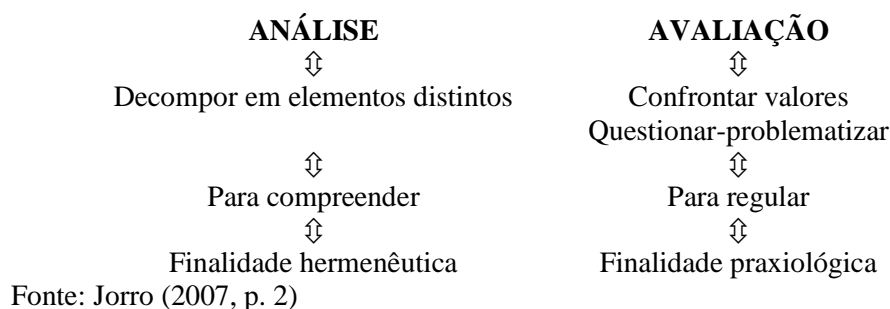 ANÁLISE AVALIAÇÃO
⇕ ⇕
Decompor em elementos distintos Confrontar valores
Questionar-problematizar
⇕ ⇕
Para compreender Para regular
⇕ ⇕
Finalidade hermenêutica Finalidade praxiológica
Fonte: Jorro (2007, p. 2)